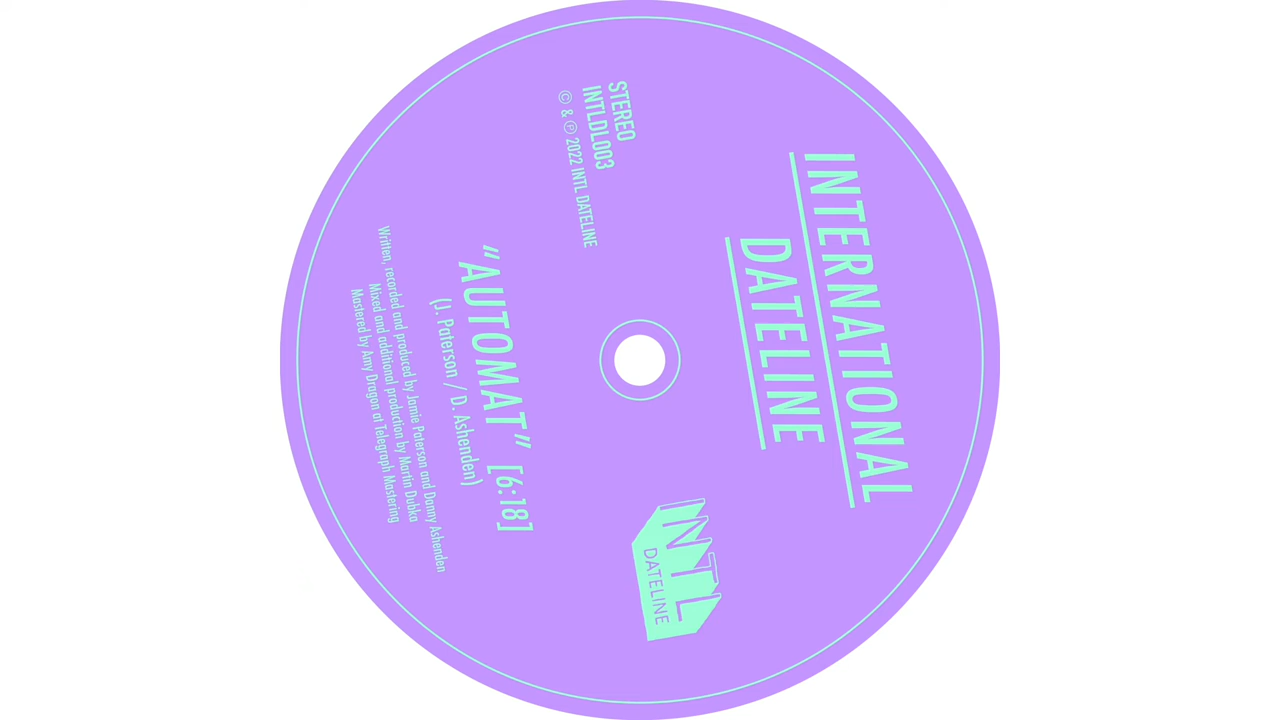 INTERNATIONAL
DATELINE
STEREO
INTLDL003
© & ℗ 2022 INTL DATELINE
INTL
DATELINE
“AUTOMAT” [6:18]
(J. Paterson / D. Ashenden)
Written, recorded and produced by Jamie Paterson and Danny Ashenden
Mixed and additional production by Martin Dubka
Mastered by Amy Dragon at Telegraph Mastering